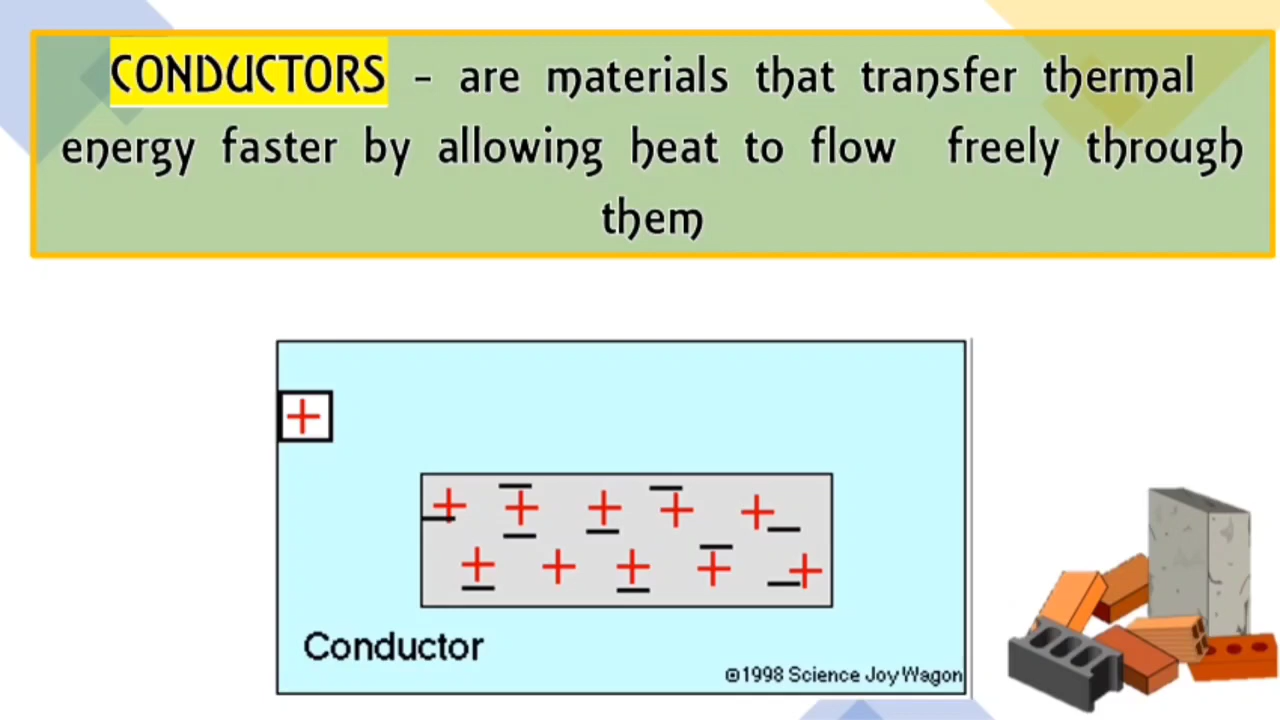 CONDUCTORS - are materials that transfer thermal
energy faster by allowing heat to flow freely through
them
Conductor
©1998 Science Joy Wagon